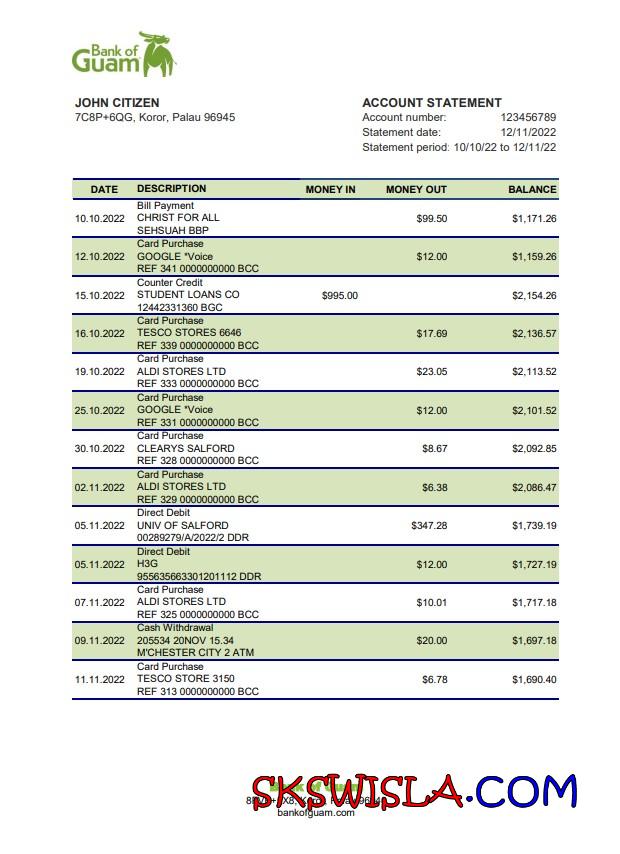 Bank of
Guam
JOHN CITIZEN
7C8P+6QG, Koror, Palau 96945
ACCOUNT STATEMENT
Account number: 123456789
Statement date: 12/11/2022
Statement period: 10/10/22 to 12/11/22
DATE DESCRIPTION MONEY IN MONEY OUT BALANCE
Bill Payment
10.10.2022 CHRIST FOR ALL $99.50 $1,171.26
SEHSUAH BBP
Card Purchase
12.10.2022 GOOGLE *Voice $12.00 $1,159.26
REF 341 0000000000 BCC
Counter Credit
15.10.2022 STUDENT LOANS CO $995.00 $2,154.26
12442331360 BGC
Card Purchase
16.10.2022 TESCO STORES 6646 $17.69 $2,136.57
REF 339 0000000000 BCC
Card Purchase
19.10.2022 ALDI STORES LTD $23.05 $2,113.52
REF 333 0000000000 BCC
Card Purchase
25.10.2022 GOOGLE *Voice $12.00 $2,101.52
REF 331 0000000000 BCC
Card Purchase
30.10.2022 CLEARYS SALFORD $8.67 $2,092.85
REF 328 0000000000 BCC
Card Purchase
02.11.2022 ALDI STORES LTD $6.38 $2,086.47
REF 329 0000000000 BCC
Direct Debit
05.11.2022 UNIV OF SALFORD $347.28 $1,739.19
00289279/A/2022/2 DDR
Direct Debit
05.11.2022 H3G $12.00 $1,727.19
955635663301201112 DDR
Card Purchase
07.11.2022 ALDI STORES LTD $10.01 $1,717.18
REF 325 0000000000 BCC
Cash Withdrawal
09.11.2022 205534 20NOV 15.34 $20.00 $1,697.18
M'CHESTER CITY 2 ATM
Card Purchase
11.11.2022 TESCO STORE 3150 $6.78 $1,690.40
REF 313 0000000000 BCC
SKSWISLA.COM
bankofguam.com